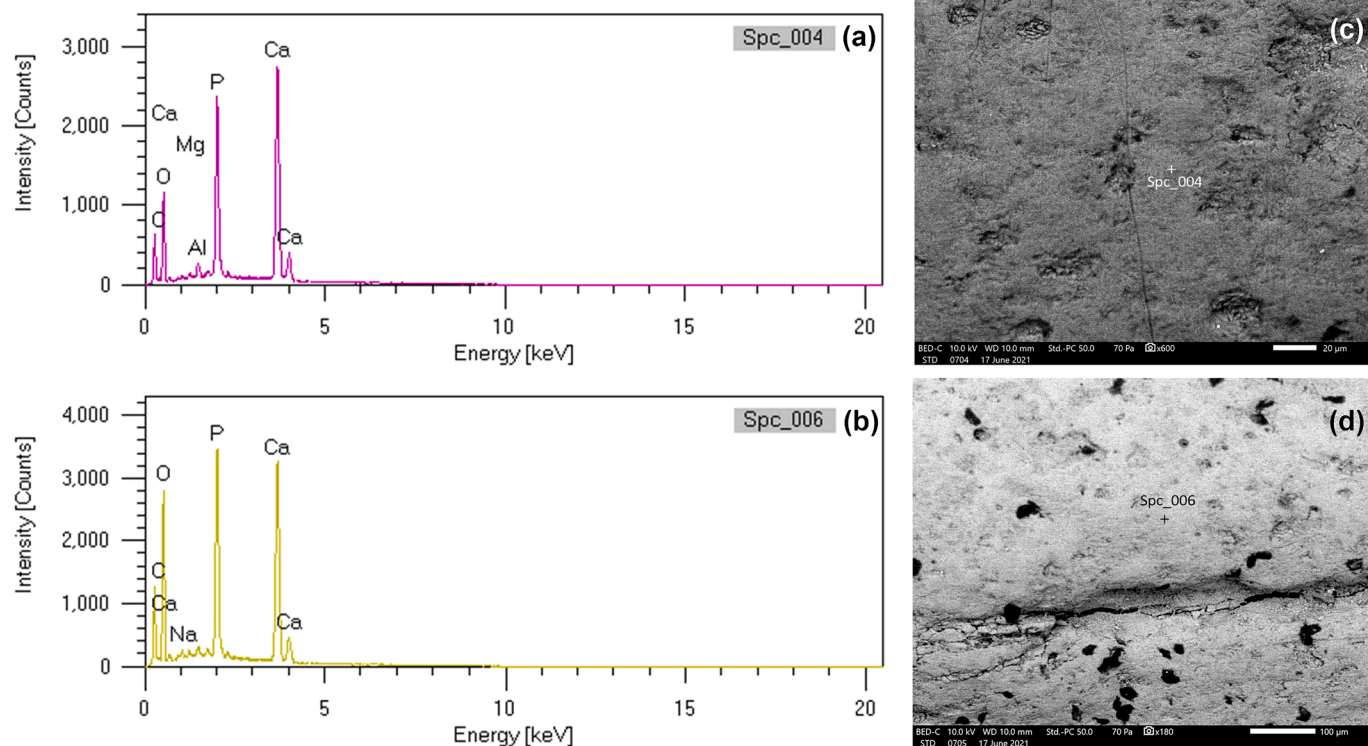 Spc_004 (a)
Intensity [Counts]
3,000
2,000
1,000
0
Ca
P
Ca
Mg
O
C
Al
Ca
0 5 10 15 20
Energy [keV]
(c)
Spc_004
BED-C 10.0 kV WD 10.0 mm Std.-PC 50.0 70 Pa x600 20 μm
STD 0704 17 June 2021
Spc_006 (b)
Intensity [Counts]
4,000
3,000
2,000
1,000
0
P
Ca
O
C
Ca
Na
Ca
0 5 10 15 20
Energy [keV]
(d)
Spc_006
BED-C 10.0 kV WD 10.0 mm Std.-PC 50.0 70 Pa x180 100 μm
STD 0705 17 June 2021